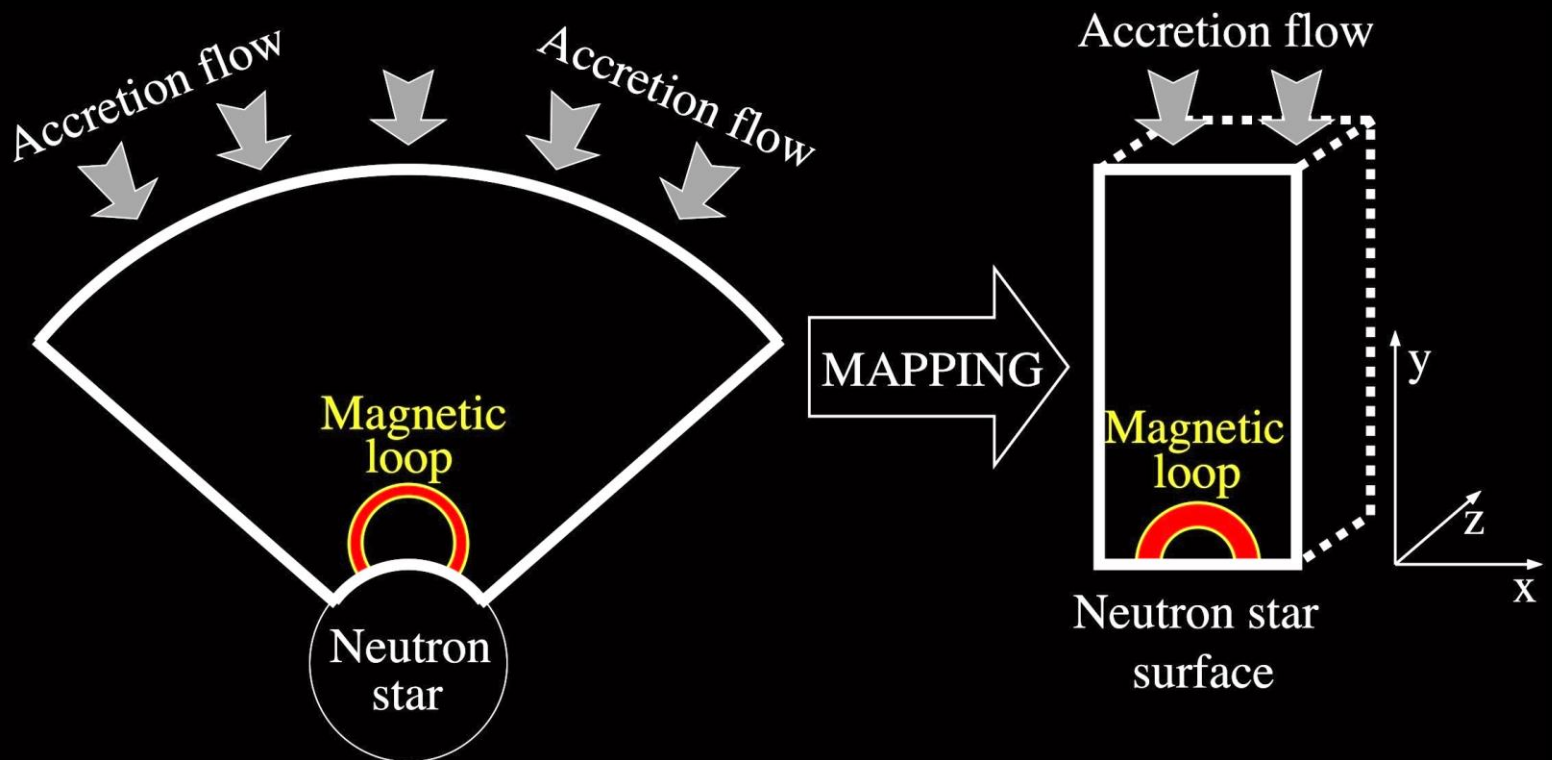 Accretion flow
Accretion flow
Magnetic
loop
Neutron
star
MAPPING
Accretion flow
Magnetic
loop
Neutron star
surface
y
z
x